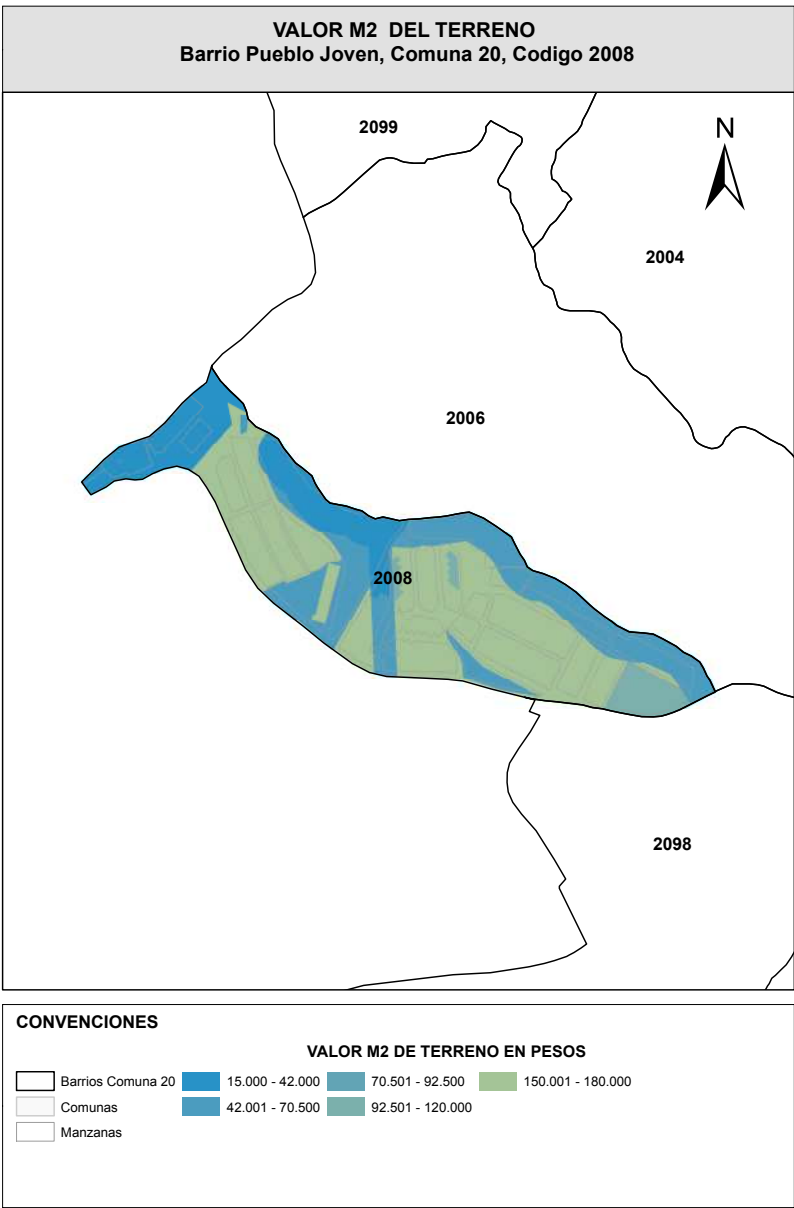 VALOR M2 DEL TERRENO
Barrio Pueblo Joven, Comuna 20, Codigo 2008
2099
N
2004
2006
2008
2098
CONVENCIONES
VALOR M2 DE TERRENO EN PESOS
Barrios Comuna 20 15.000 - 42.000 70.501 - 92.500 150.001 - 180.000
Comunas 42.001 - 70.500 92.501 - 120.000
Manzanas